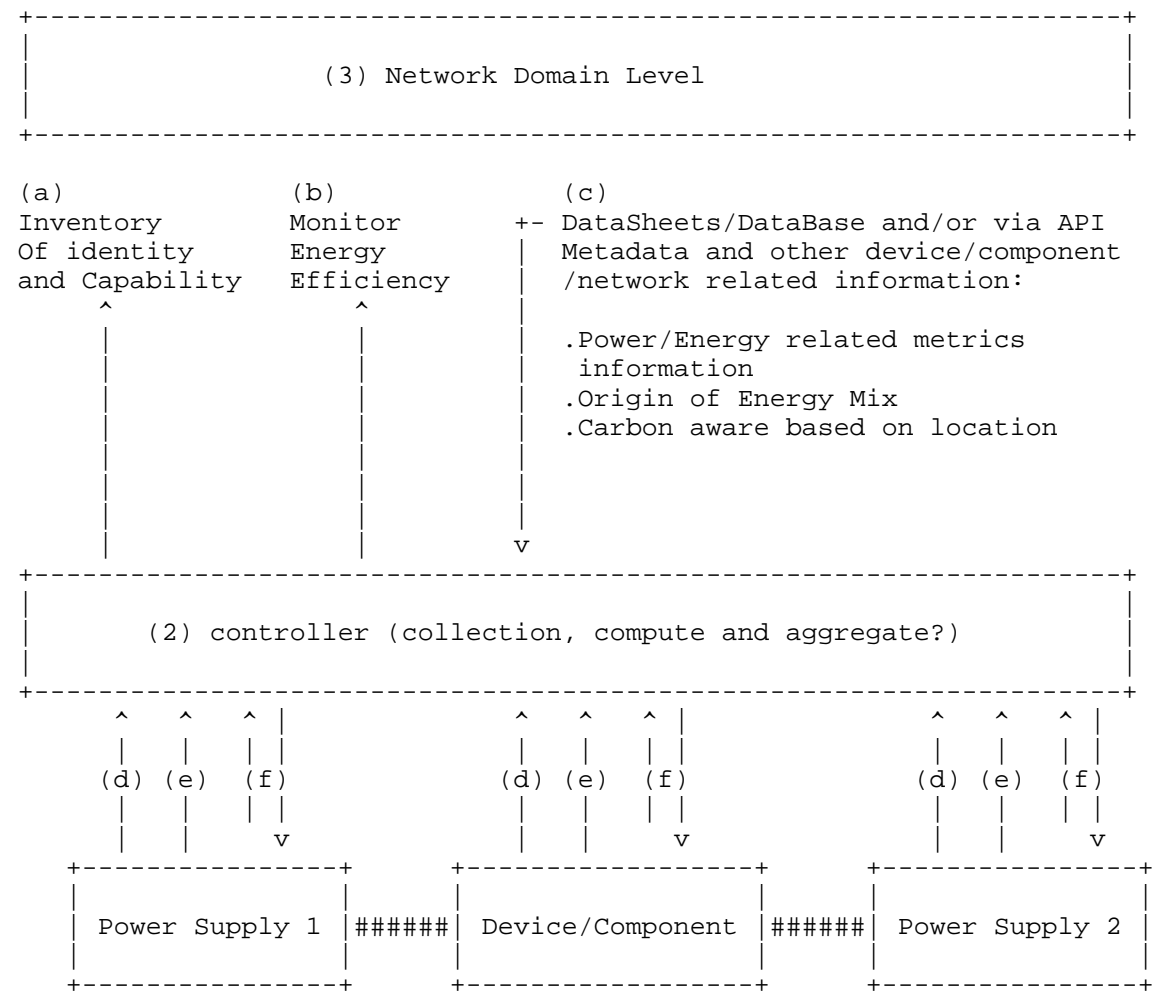 (3) Network Domain Level
(a) (b) (c)
Inventory Monitor +- DataSheets/DataBase and/or via API
Of identity Energy | Metadata and other device/component
and Capability Efficiency | /network related information:
.Power/Energy related metrics
information
.Origin of Energy Mix
.Carbon aware based on location
(2) controller (collection, compute and aggregate?)
(d) (e) (f) (d) (e) (f) (d) (e) (f)
Power Supply 1 |######| Device/Component |######| Power Supply 2